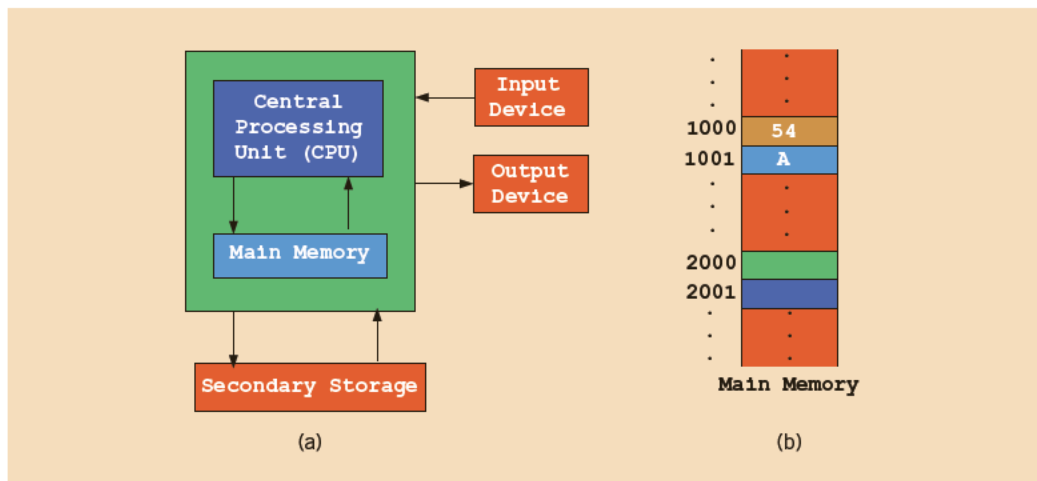 Central
Processing
Unit (CPU)
Main Memory
Input
Device
Output
Device
Secondary Storage
(a)
1000 54
1001 A
2000
2001
Main Memory
(b)